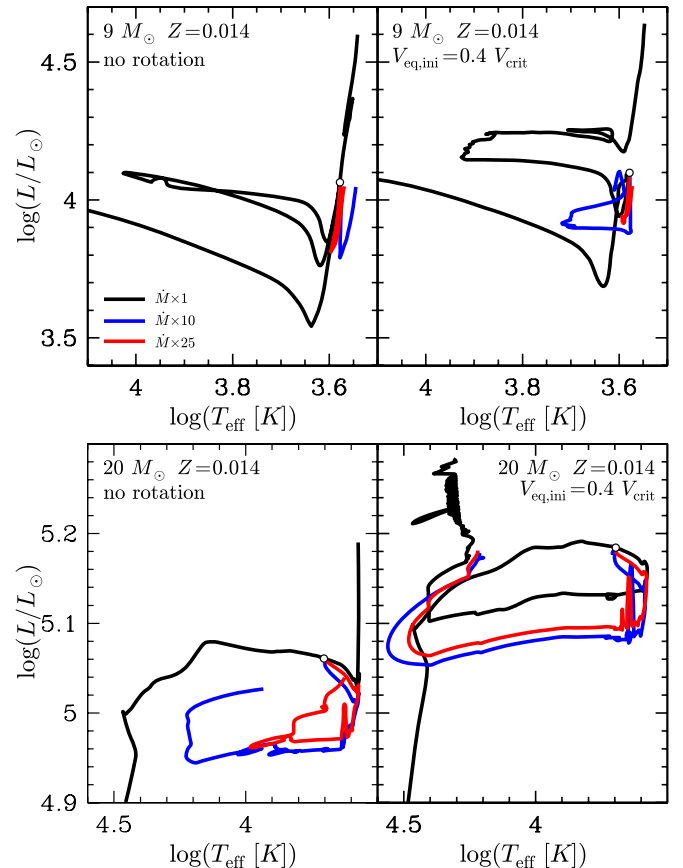 9 M⊙ Z=0.014
no rotation
9 M⊙ Z=0.014
V_eq,ini=0.4 V_crit
4.5
4
3.5
log(L/L⊙)
Ṁ×1
Ṁ×10
Ṁ×25
4 3.8 3.6 4 3.8 3.6
log(T_eff [K]) log(T_eff [K])
20 M⊙ Z=0.014
no rotation
20 M⊙ Z=0.014
V_eq,ini=0.4 V_crit
5.2
5.1
5
4.9
log(L/L⊙)
4.5 4 4.5 4
log(T_eff [K]) log(T_eff [K])